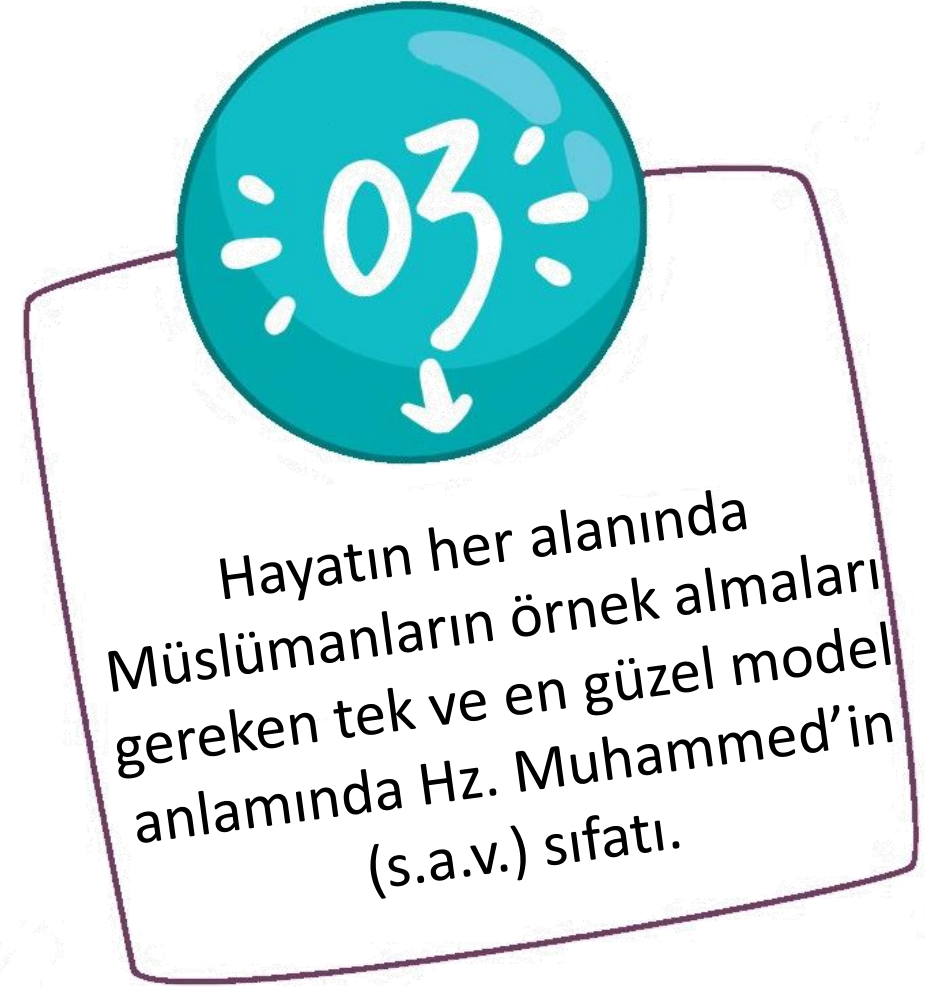 03
Hayatın her alanında
Müslümanların örnek almaları
gereken tek ve en güzel model
anlamında Hz. Muhammed’in
(s.a.v.) sıfatı.